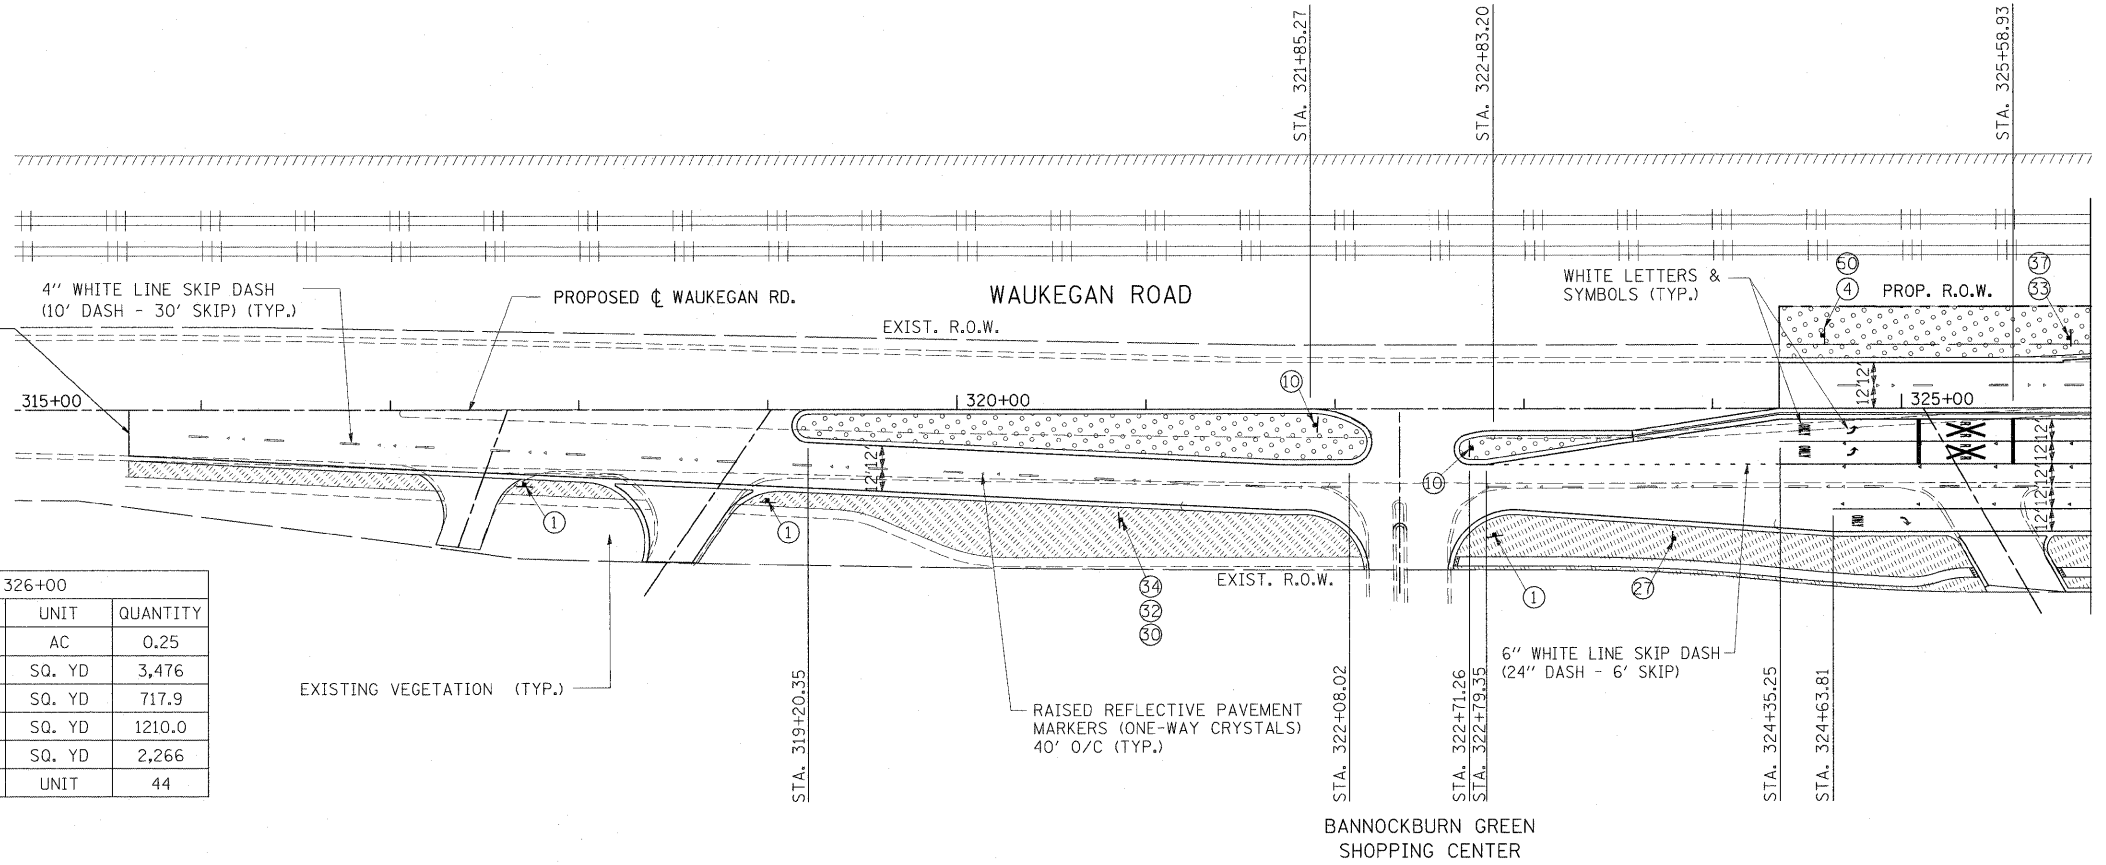 STA. 321+85.27
STA. 322+83.20
STA. 325+58.93
4" WHITE LINE SKIP DASH
(10' DASH - 30' SKIP) (TYP.)
PROPOSED ℄ WAUKEGAN RD.
WAUKEGAN ROAD
EXIST. R.O.W.
WHITE LETTERS &
SYMBOLS (TYP.)
50
4
PROP. R.O.W.
37
33
315+00
320+00
325+00
10
10
12'
12'
12'
12'
12'
12'
12'
12'
12'
ONLY
ONLY
ONLY
R R
R R
1
1
1
27
34
32
30
EXIST. R.O.W.
EXISTING VEGETATION (TYP.)
RAISED REFLECTIVE PAVEMENT
MARKERS (ONE-WAY CRYSTALS)
40' O/C (TYP.)
6" WHITE LINE SKIP DASH
(24" DASH - 6' SKIP)
STA. 319+20.35
STA. 322+08.02
STA. 322+71.26
STA. 322+79.35
STA. 324+35.25
STA. 324+63.81
BANNOCKBURN GREEN
SHOPPING CENTER
326+00
UNIT QUANTITY
AC 0.25
SQ. YD 3,476
SQ. YD 717.9
SQ. YD 1210.0
SQ. YD 2,266
UNIT 44